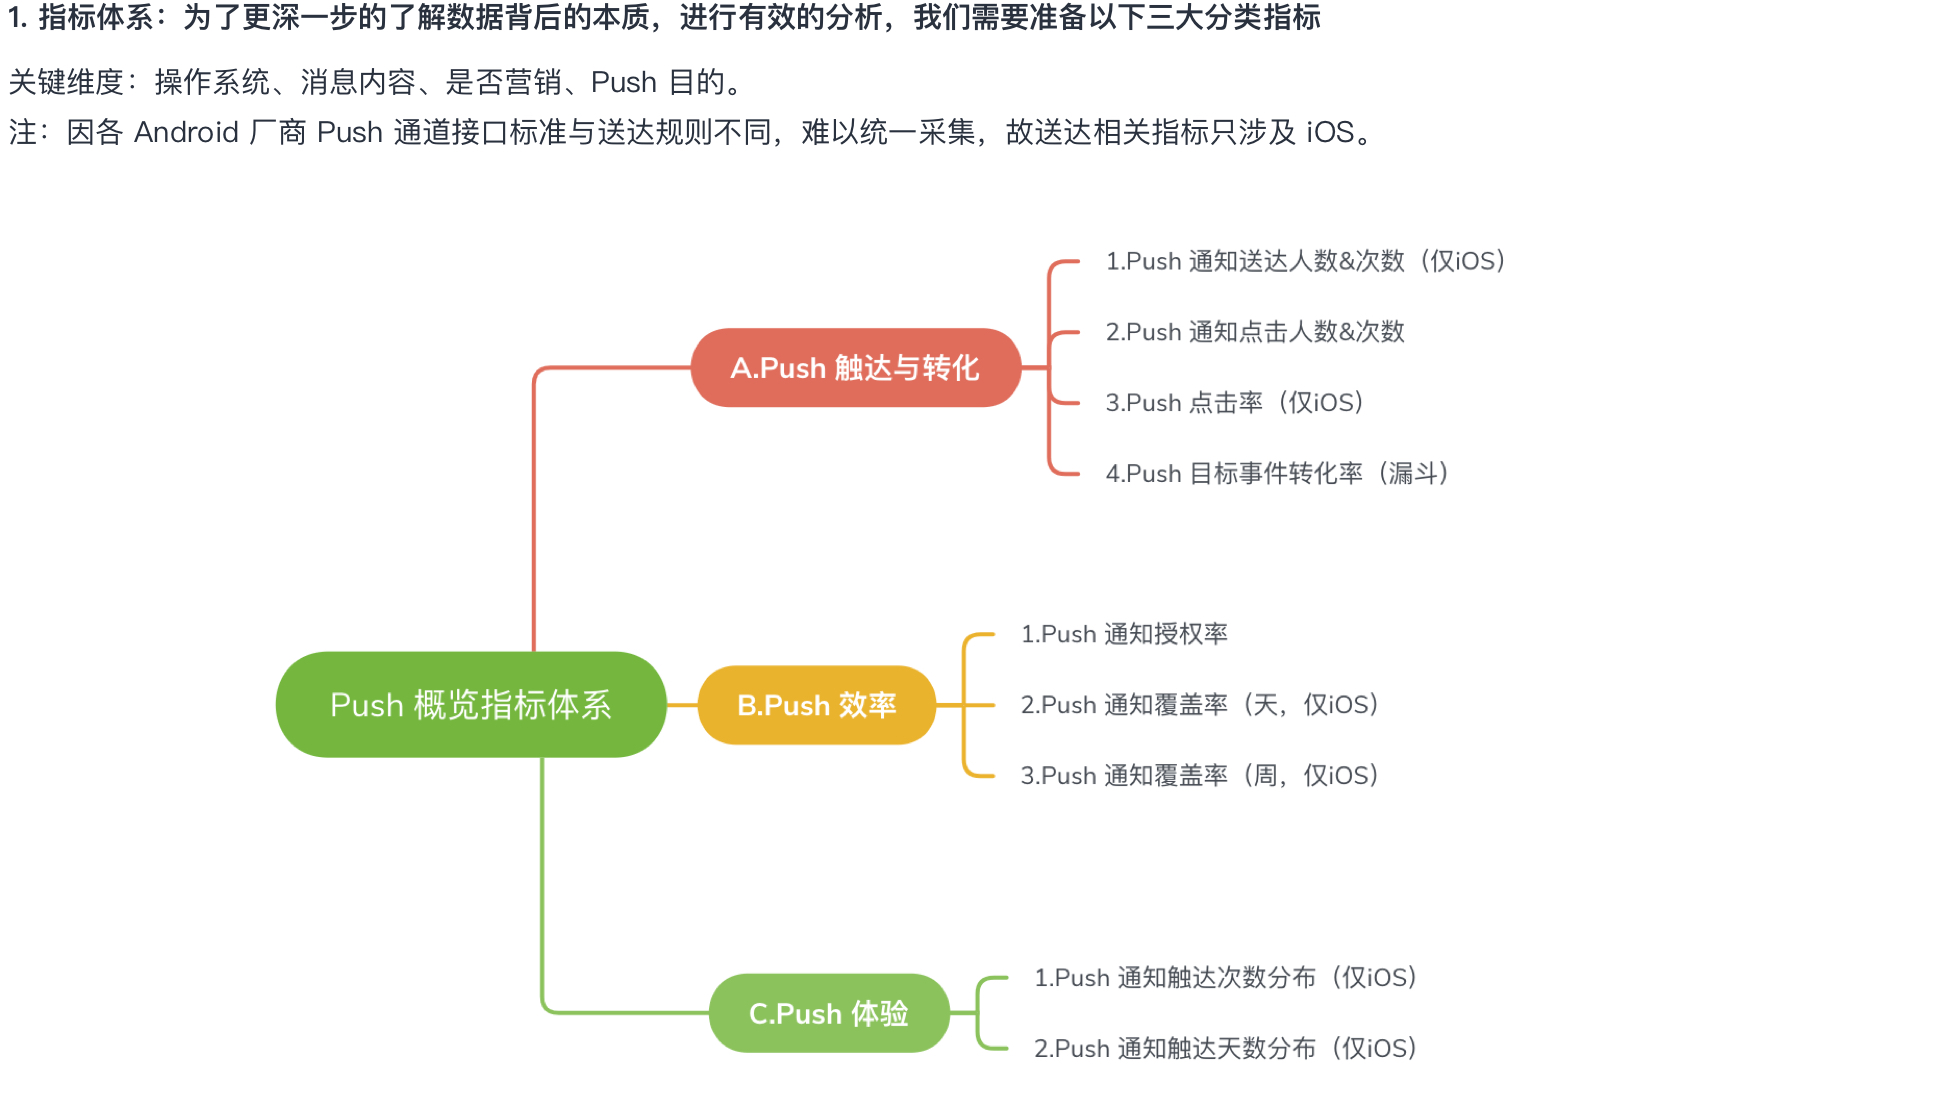 1. 指标体系：为了更深一步的了解数据背后的本质，进行有效的分析，我们需要准备以下三大分类指标
关键维度：操作系统、消息内容、是否营销、Push 目的。
注：因各 Android 厂商 Push 通道接口标准与送达规则不同，难以统一采集，故送达相关指标只涉及 iOS。
Push 概览指标体系
A.Push 触达与转化
1.Push 通知送达人数&次数（仅iOS）
2.Push 通知点击人数&次数
3.Push 点击率（仅iOS）
4.Push 目标事件转化率（漏斗）
B.Push 效率
1.Push 通知授权率
2.Push 通知覆盖率（天，仅iOS）
3.Push 通知覆盖率（周，仅iOS）
C.Push 体验
1.Push 通知触达次数分布（仅iOS）
2.Push 通知触达天数分布（仅iOS）